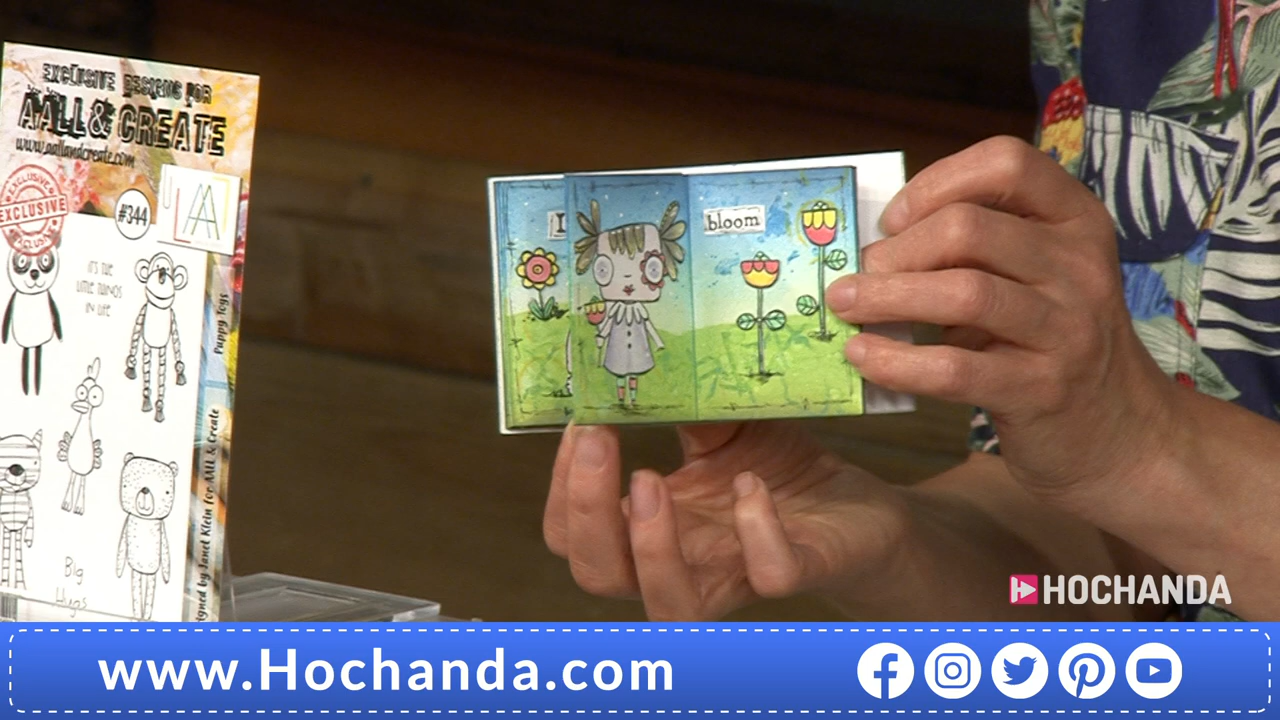 EXCLUSIVE DESIGNS FOR
AALL & CREATE
www.aallandcreate.com
EXCLUSIVE
#344
IT'S THE
LITTLE THINGS
IN LIFE
Puppy Toys
signed by Janet Klein for AALL & Create
Big
Hugs
I
bloom
HOCHANDA
www.Hochanda.com